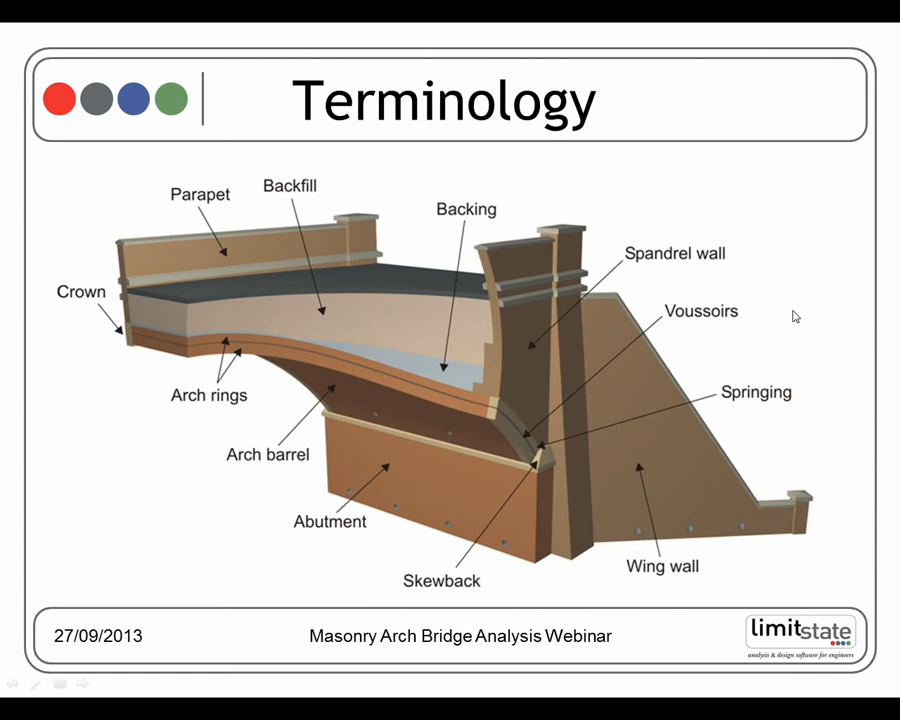 Terminology
Parapet
Backfill
Backing
Spandrel wall
Crown
Voussoirs
Arch rings
Springing
Arch barrel
Abutment
Skewback
Wing wall
27/09/2013
Masonry Arch Bridge Analysis Webinar
limitstate
analysis & design software for engineers